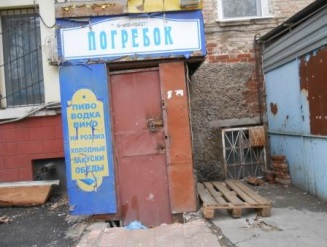 ПОГРЕБОК
ПИВО
ВОДКА
ВИНО
НА РОЗЛИВ
ХОЛОДНЫЕ
ЗАКУСКИ
ОБЕДЫ